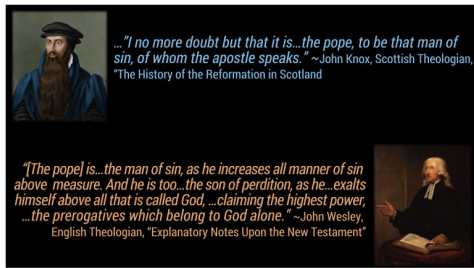 ..."I no more doubt but that it is...the pope, to be that man of
sin, of whom the apostle speaks." ~John Knox, Scottish Theologian,
"The History of the Reformation in Scotland
"[The pope] is...the man of sin, as he increases all manner of sin
above measure. And he is too...the son of perdition, as he...exalts
himself above all that is called God, ...claiming the highest power,
...the prerogatives which belong to God alone." ~John Wesley,
English Theologian, "Explanatory Notes Upon the New Testament"